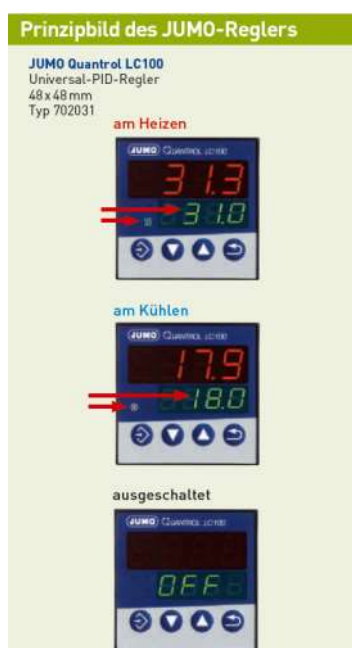 Prinzipbild des JUMO-Reglers
JUMO Quantrol LC100
Universal-PID-Regler
48 x 48 mm
Typ 702031
am Heizen
JUMO QUANTROL LC100
31.3
31.0
am Kühlen
JUMO QUANTROL LC100
17.9
18.0
ausgeschaltet
JUMO QUANTROL LC100
OFF